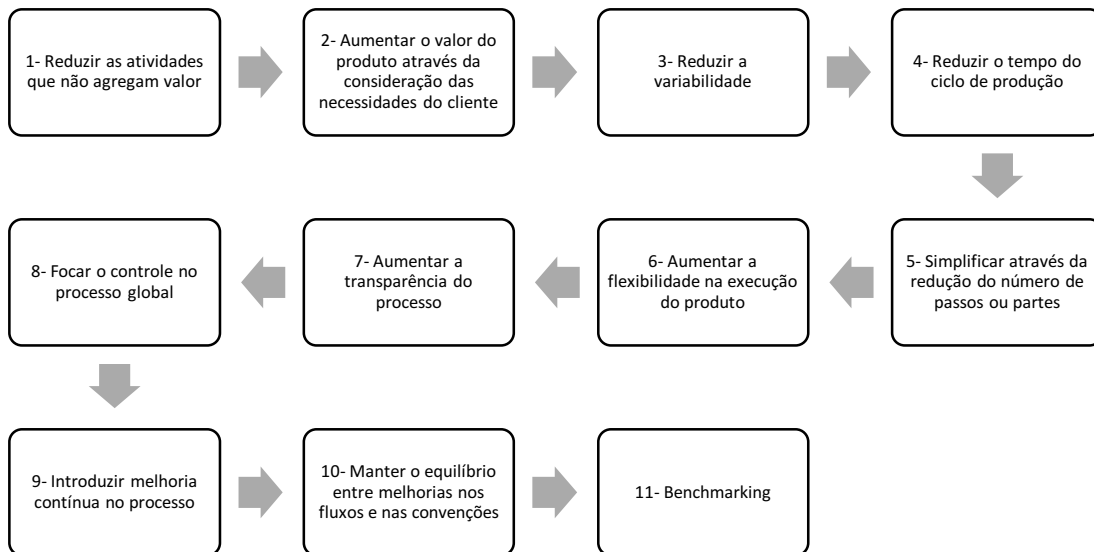 1- Reduzir as atividades
que não agregam valor
2- Aumentar o valor do
produto através da
consideração das
necessidades do cliente
3- Reduzir a
variabilidade
4- Reduzir o tempo do
ciclo de produção
5- Simplificar através da
redução do número de
passos ou partes
6- Aumentar a
flexibilidade na execução
do produto
7- Aumentar a
transparência do
processo
8- Focar o controle no
processo global
9- Introduzir melhoria
contínua no processo
10- Manter o equilíbrio
entre melhorias nos
fluxos e nas convenções
11- Benchmarking